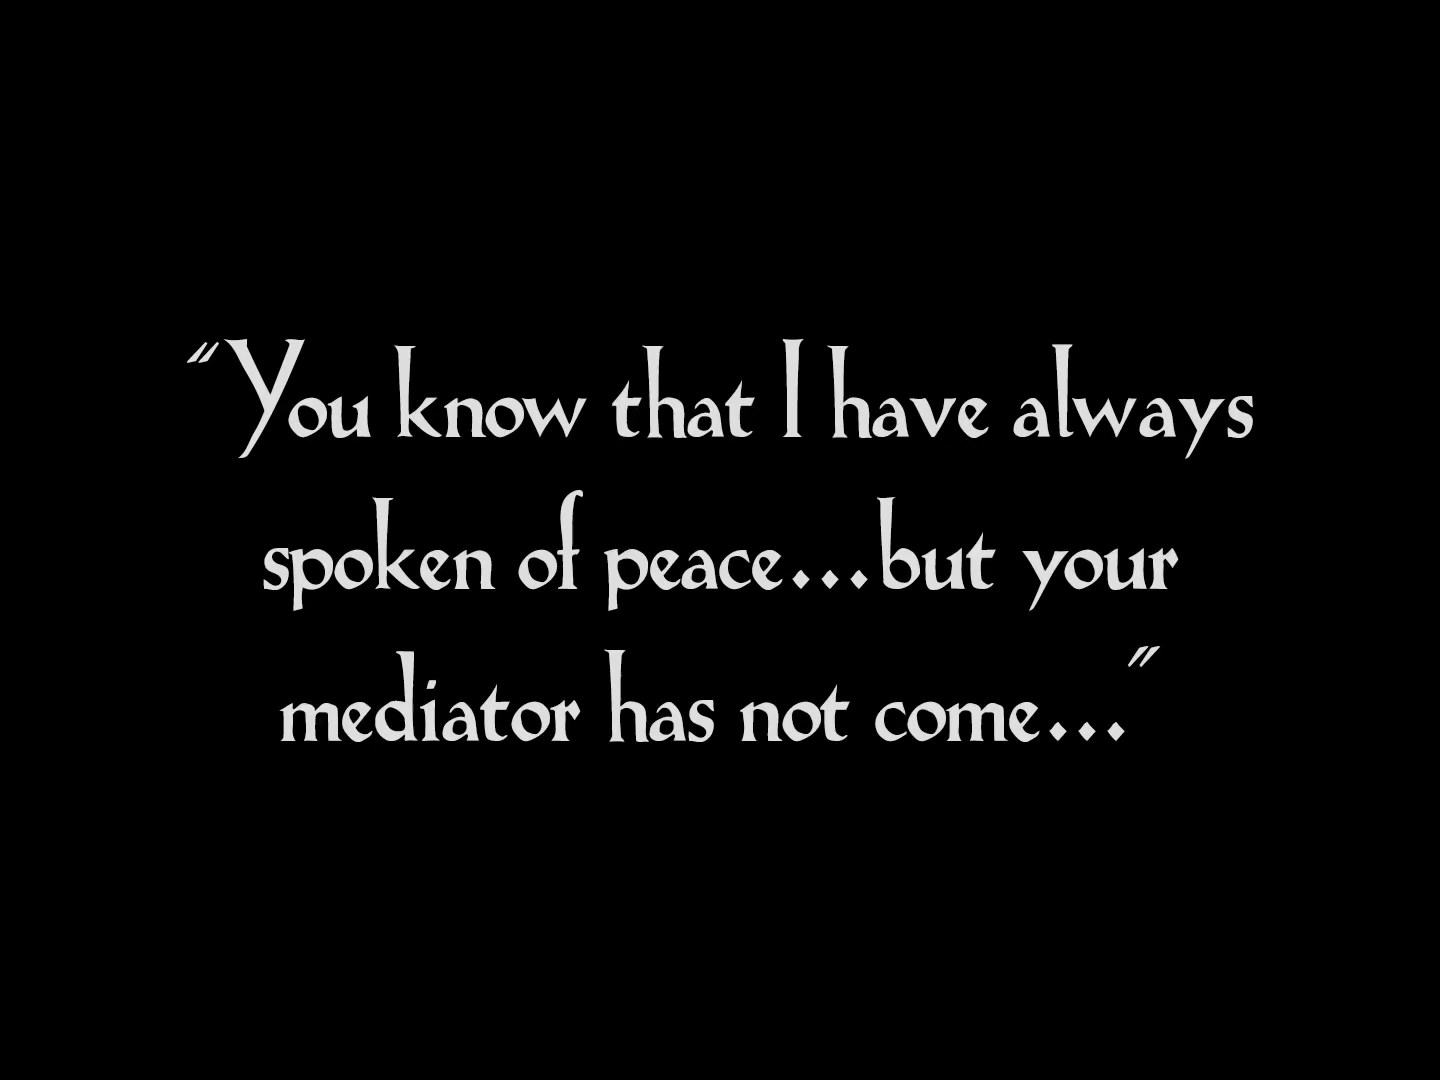 “You know that I have always
spoken of peace...but your
mediator has not come...”